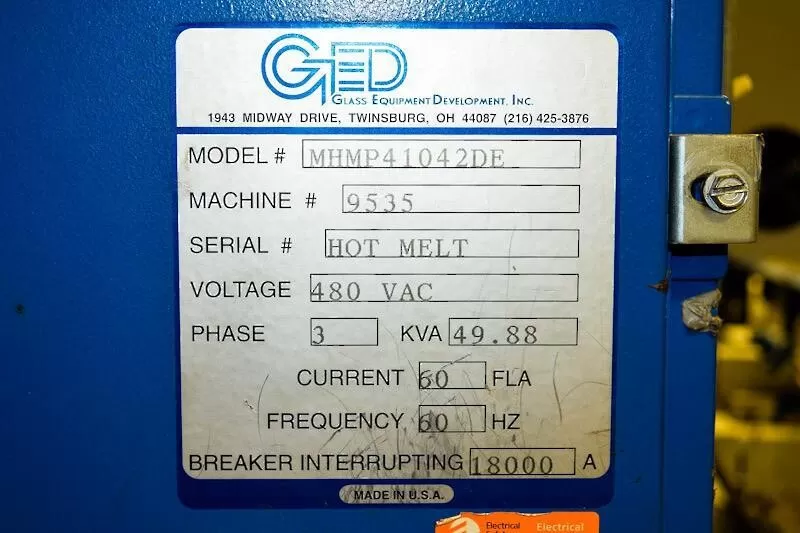 GED
GLASS EQUIPMENT DEVELOPMENT, INC.
1943 MIDWAY DRIVE, TWINSBURG, OH 44087 (216) 425-3876
MODEL # MHMP41042DE
MACHINE # 9535
SERIAL # HOT MELT
VOLTAGE 480 VAC
PHASE 3 KVA 49.88
CURRENT 60 FLA
FREQUENCY 60 HZ
BREAKER INTERRUPTING 18000 A
MADE IN U.S.A.
Electrical Electrical